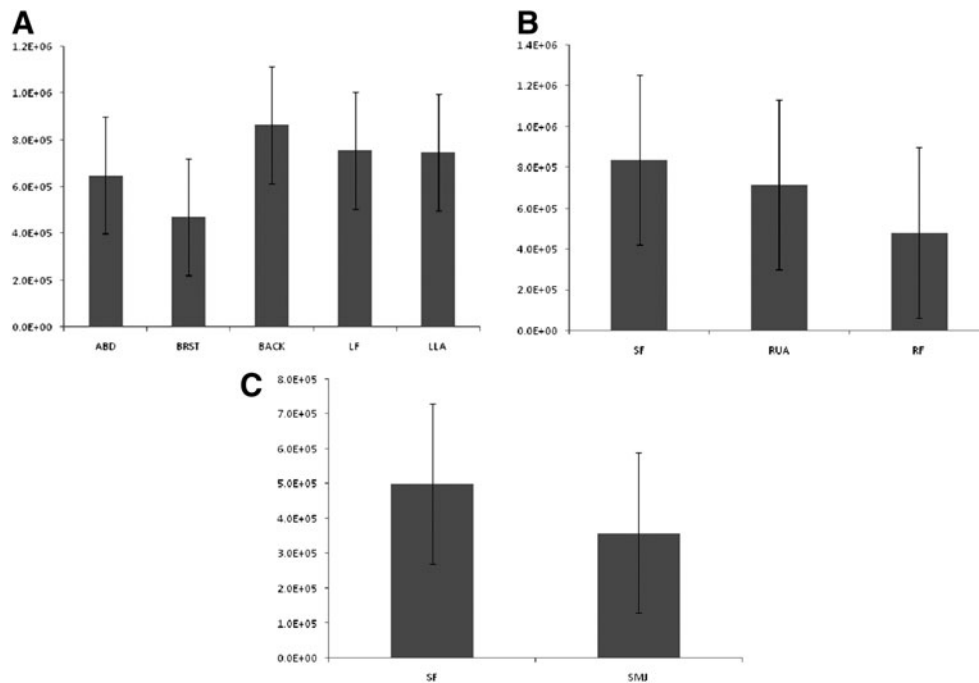 A
1.2E+06
1.0E+06
8.0E+05
6.0E+05
4.0E+05
2.0E+05
0.0E+00
ABD BRST BACK LF LLA
B
1.4E+06
1.2E+06
1.0E+06
8.0E+05
6.0E+05
4.0E+05
2.0E+05
0.0E+00
SF RUA RF
C
8.0E+05
7.0E+05
6.0E+05
5.0E+05
4.0E+05
3.0E+05
2.0E+05
1.0E+05
0.0E+00
SF SMJ